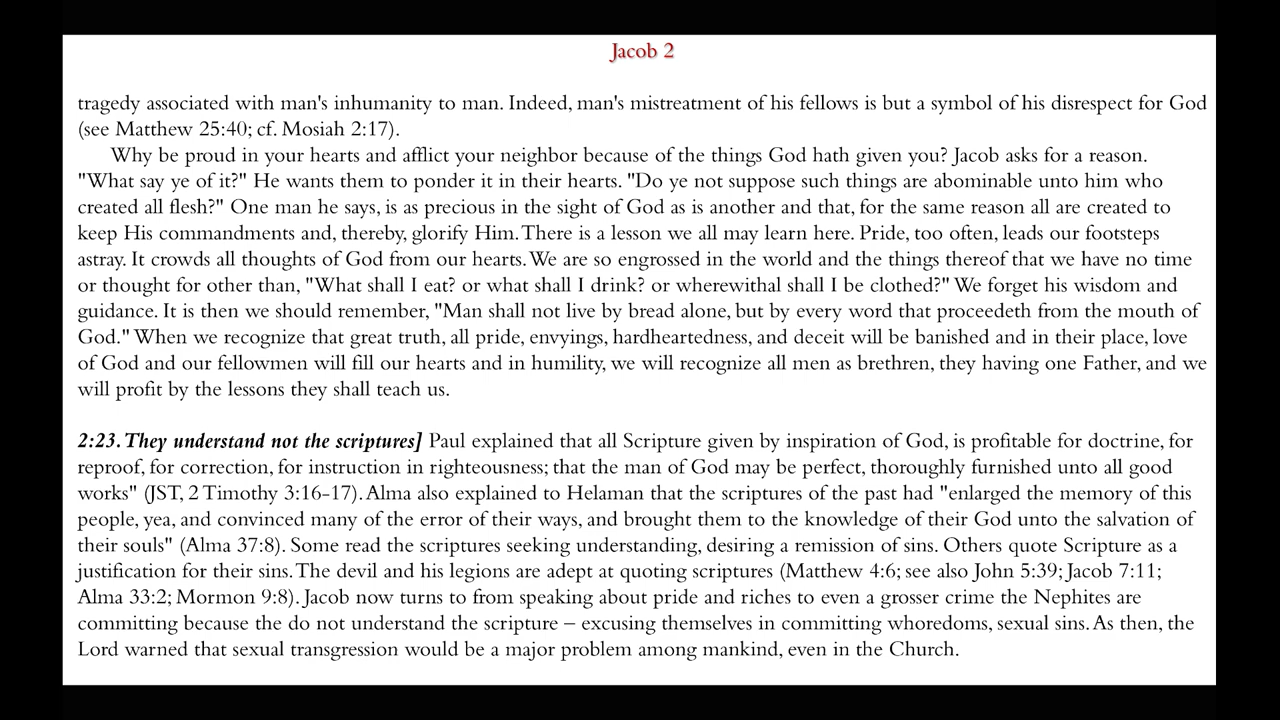 Jacob 2
tragedy associated with man's inhumanity to man. Indeed, man's mistreatment of his fellows is but a symbol of his disrespect for God
(see Matthew 25:40; cf. Mosiah 2:17).
Why be proud in your hearts and afflict your neighbor because of the things God hath given you? Jacob asks for a reason.
"What say ye of it?" He wants them to ponder it in their hearts. "Do ye not suppose such things are abominable unto him who
created all flesh?" One man he says, is as precious in the sight of God as is another and that, for the same reason all are created to
keep His commandments and, thereby, glorify Him. There is a lesson we all may learn here. Pride, too often, leads our footsteps
astray. It crowds all thoughts of God from our hearts. We are so engrossed in the world and the things thereof that we have no time
or thought for other than, "What shall I eat? or what shall I drink? or wherewithal shall I be clothed?" We forget his wisdom and
guidance. It is then we should remember, "Man shall not live by bread alone, but by every word that proceedeth from the mouth of
God." When we recognize that great truth, all pride, envyings, hardheartedness, and deceit will be banished and in their place, love
of God and our fellowmen will fill our hearts and in humility, we will recognize all men as brethren, they having one Father, and we
will profit by the lessons they shall teach us.
2:23. They understand not the scriptures] Paul explained that all Scripture given by inspiration of God, is profitable for doctrine, for
reproof, for correction, for instruction in righteousness; that the man of God may be perfect, thoroughly furnished unto all good
works" (JST, 2 Timothy 3:16-17). Alma also explained to Helaman that the scriptures of the past had "enlarged the memory of this
people, yea, and convinced many of the error of their ways, and brought them to the knowledge of their God unto the salvation of
their souls" (Alma 37:8). Some read the scriptures seeking understanding, desiring a remission of sins. Others quote Scripture as a
justification for their sins. The devil and his legions are adept at quoting scriptures (Matthew 4:6; see also John 5:39; Jacob 7:11;
Alma 33:2; Mormon 9:8). Jacob now turns to from speaking about pride and riches to even a grosser crime the Nephites are
committing because the do not understand the scripture – excusing themselves in committing whoredoms, sexual sins. As then, the
Lord warned that sexual transgression would be a major problem among mankind, even in the Church.